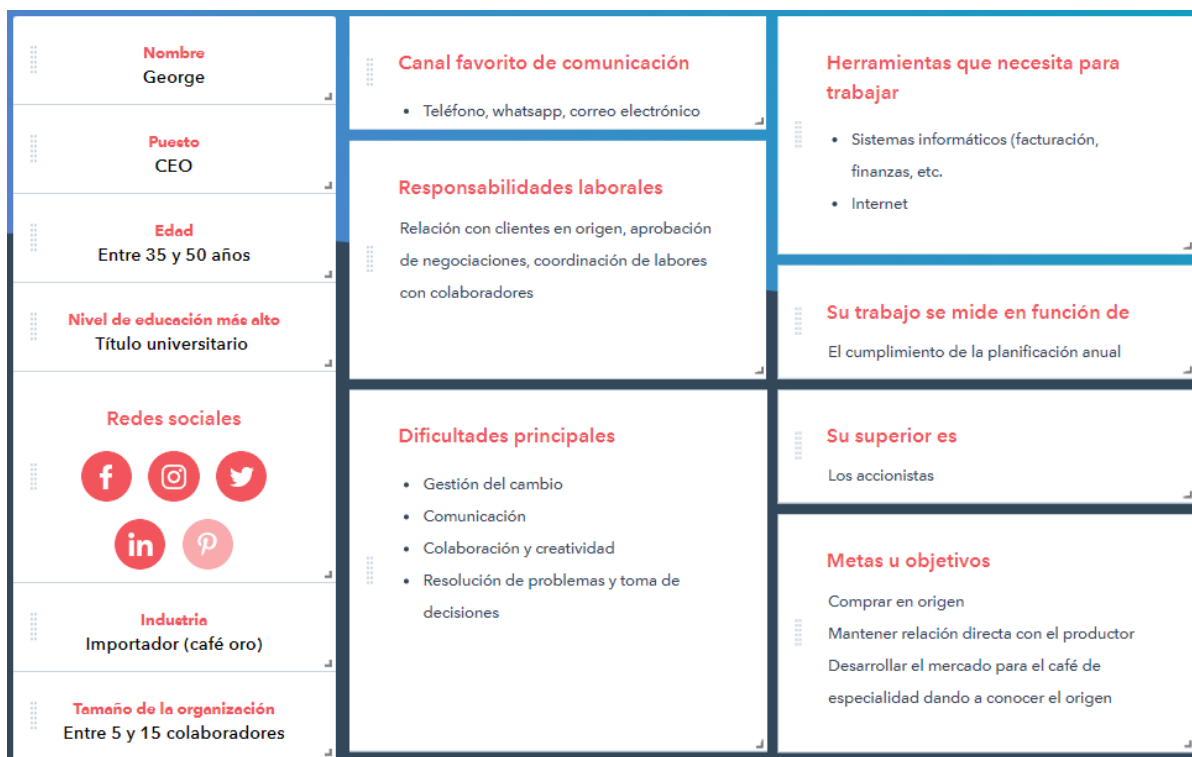 Nombre
George
Puesto
CEO
Edad
Entre 35 y 50 años
Nivel de educación más alto
Título universitario
Redes sociales
in
Industria
Importador (café oro)
Tamaño de la organización
Entre 5 y 15 colaboradores
Canal favorito de comunicación
• Teléfono, whatsapp, correo electrónico
Responsabilidades laborales
Relación con clientes en origen, aprobación
de negociaciones, coordinación de labores
con colaboradores
Dificultades principales
• Gestión del cambio
• Comunicación
• Colaboración y creatividad
• Resolución de problemas y toma de
decisiones
Herramientas que necesita para
trabajar
• Sistemas informáticos (facturación,
finanzas, etc.
• Internet
Su trabajo se mide en función de
El cumplimiento de la planificación anual
Su superior es
Los accionistas
Metas u objetivos
Comprar en origen
Mantener relación directa con el productor
Desarrollar el mercado para el café de
especialidad dando a conocer el origen